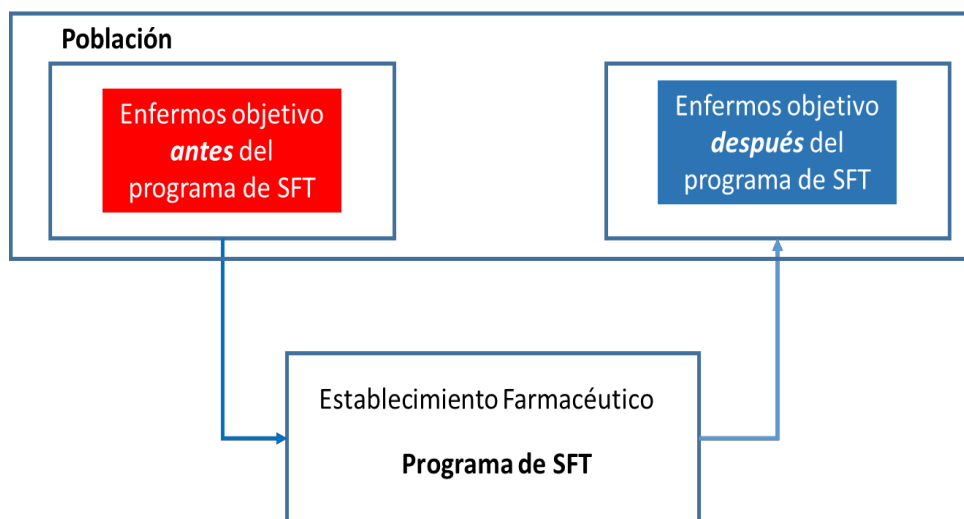 Población
Enfermos objetivo
antes del
programa de SFT
Enfermos objetivo
después del
programa de SFT
Establecimiento Farmacéutico
Programa de SFT